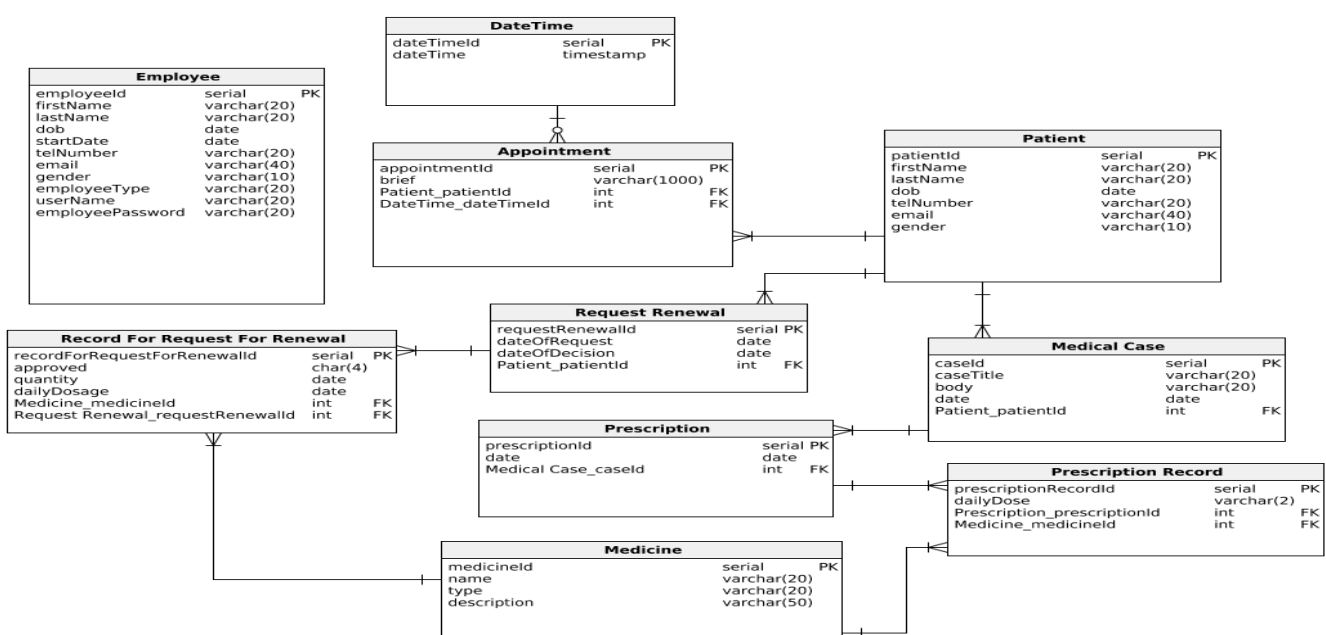 DateTime
dateTimeId serial PK
dateTime timestamp
Employee
employeeId serial PK
firstName varchar(20)
lastName varchar(20)
dob date
startDate date
telNumber varchar(20)
email varchar(40)
gender varchar(10)
employeeType varchar(20)
userName varchar(20)
employeePassword varchar(20)
Appointment
appointmentId serial PK
brief varchar(1000)
Patient_patientId int FK
DateTime_dateTimeId int FK
Patient
patientId serial PK
firstName varchar(20)
lastName varchar(20)
dob date
telNumber varchar(20)
email varchar(40)
gender varchar(10)
Request Renewal
requestRenewalId serial PK
dateOfRequest date
dateOfDecision date
Patient_patientId int FK
Record For Request For Renewal
recordForRequestForRenewalId serial PK
approved char(4)
quantity date
dailyDosage date
Medicine_medicineId int FK
Request Renewal_requestRenewalId int FK
Medical Case
caseId serial PK
caseTitle varchar(20)
body varchar(20)
date date
Patient_patientId int FK
Prescription
prescriptionId serial PK
date date
Medical Case_caseId int FK
Prescription Record
prescriptionRecordId serial PK
dailyDose varchar(2)
Prescription_prescriptionId int FK
Medicine_medicineId int FK
Medicine
medicineId serial PK
name varchar(20)
type varchar(20)
description varchar(50)